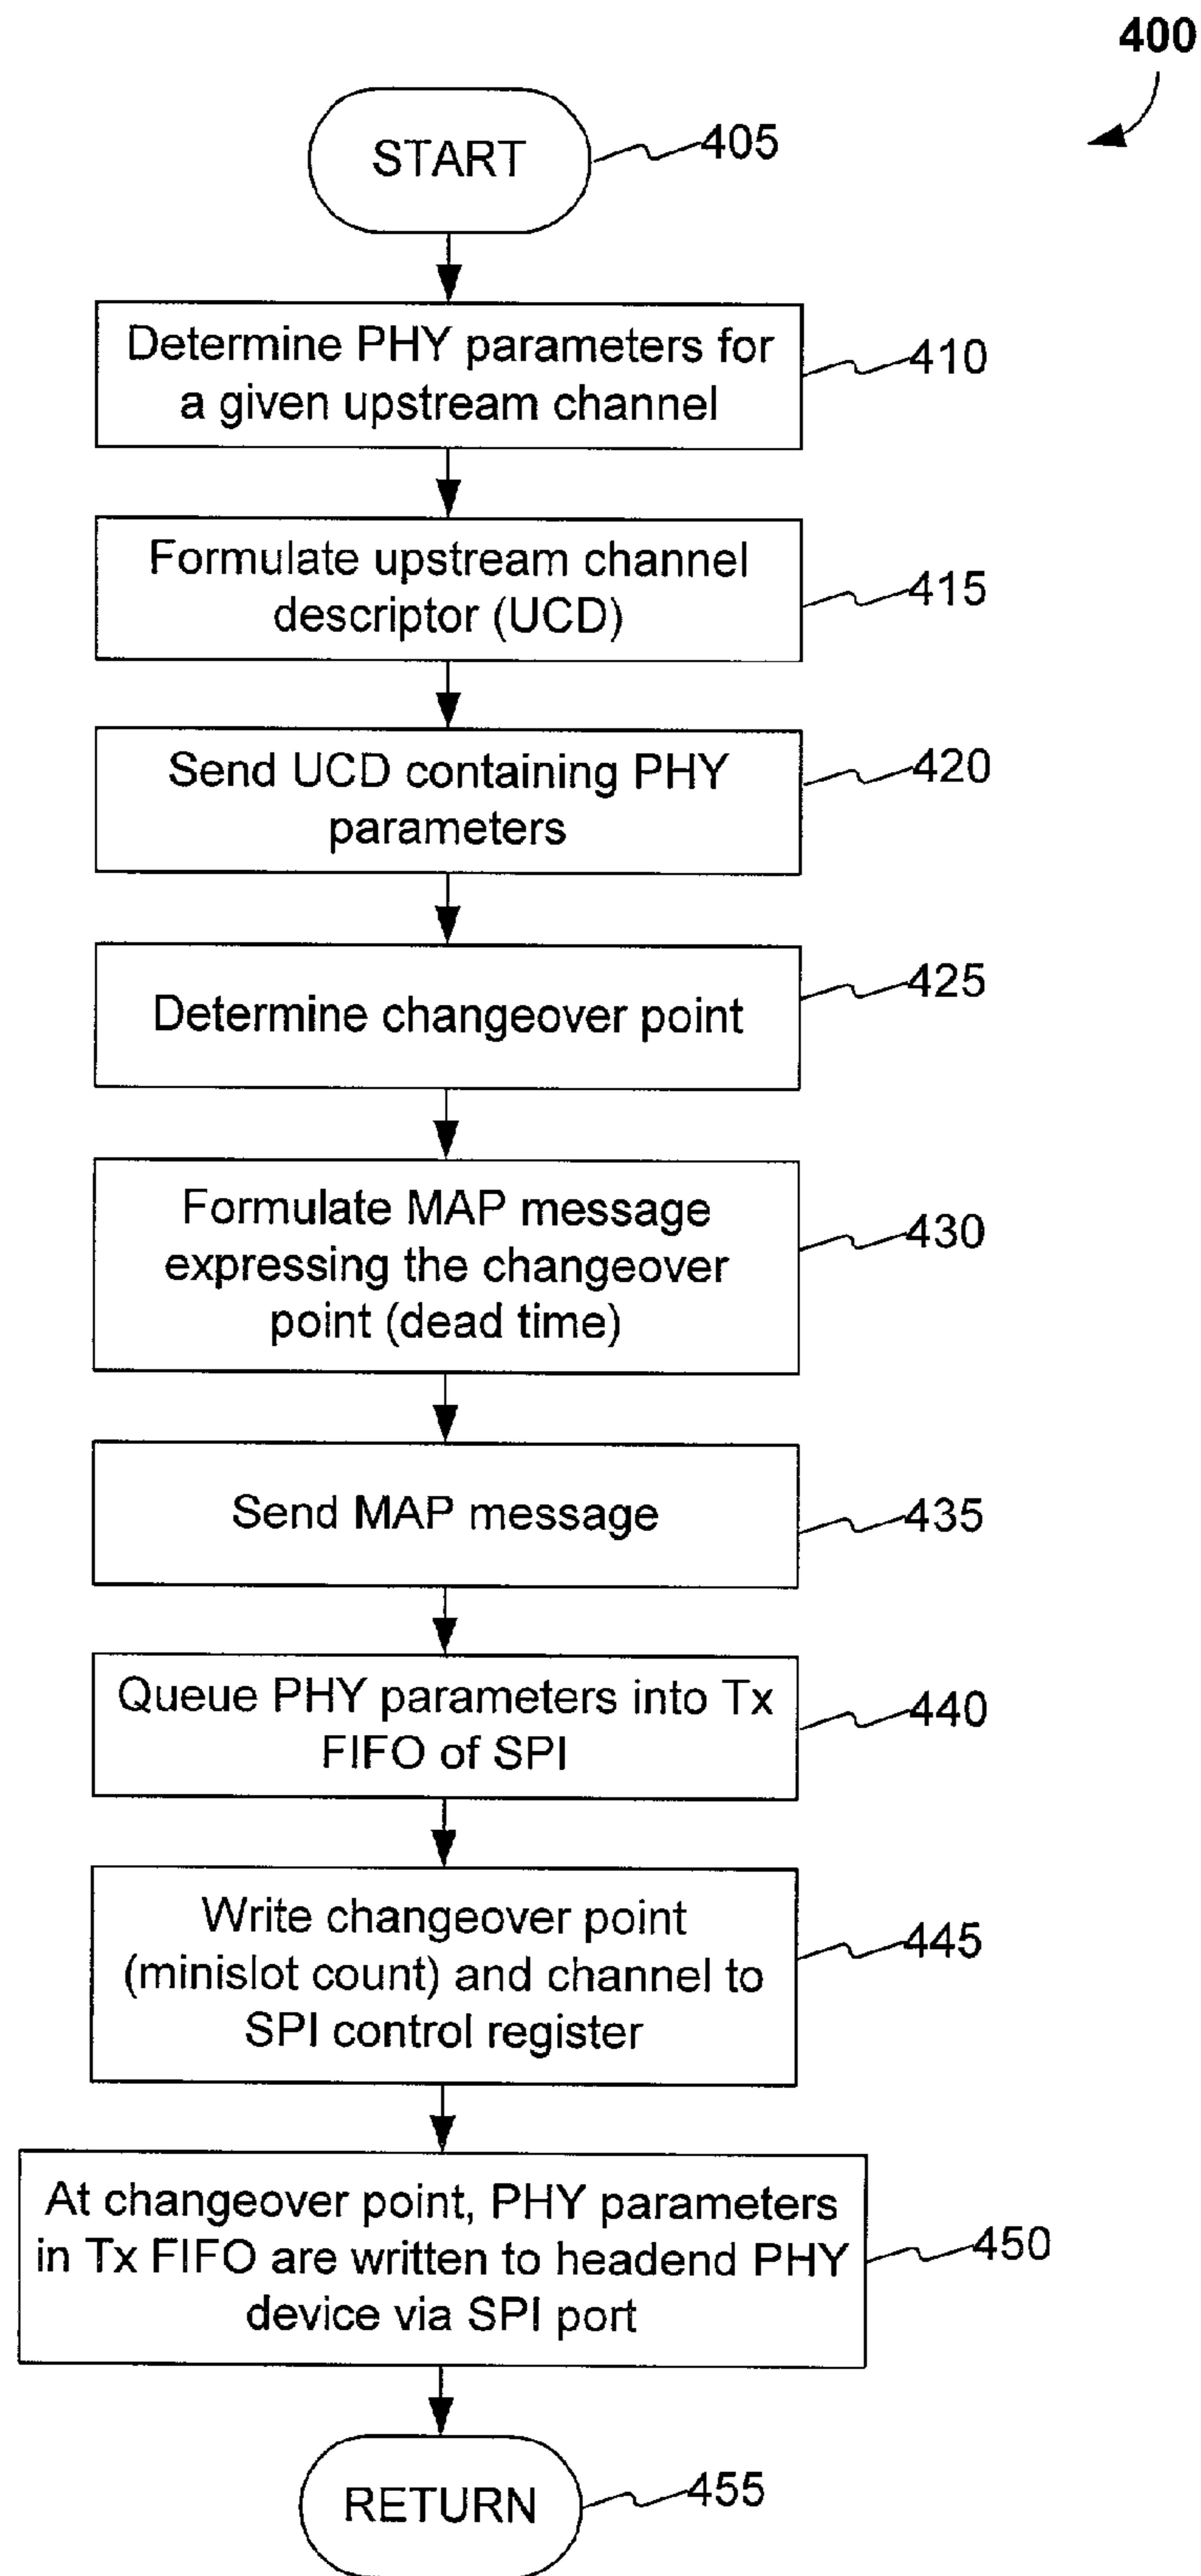 400
START
405
Determine PHY parameters for
a given upstream channel
410
Formulate upstream channel
descriptor (UCD)
415
Send UCD containing PHY
parameters
420
Determine changeover point
425
Formulate MAP message
expressing the changeover
point (dead time)
430
Send MAP message
435
Queue PHY parameters into Tx
FIFO of SPI
440
Write changeover point
(minislot count) and channel to
SPI control register
445
At changeover point, PHY parameters
in Tx FIFO are written to headend PHY
device via SPI port
450
RETURN
455